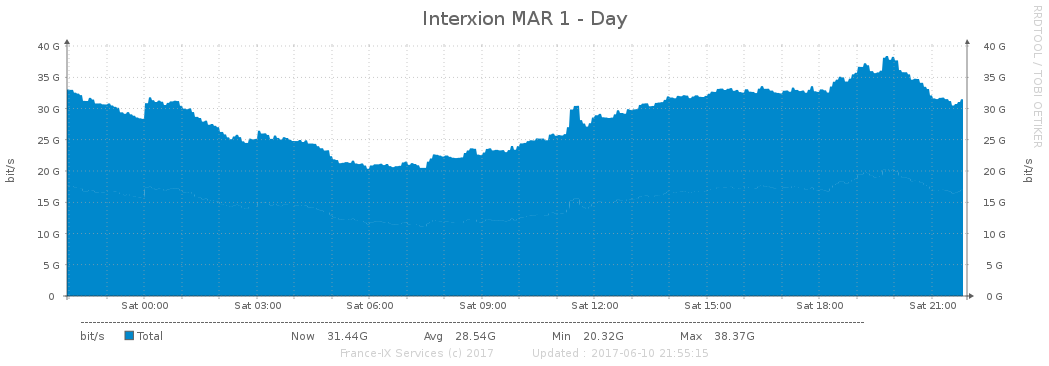 Interxion MAR 1 - Day
RRDTOOL / TOBI OETIKER
bit/s
40 G 40 G
35 G 35 G
30 G 30 G
25 G 25 G
20 G 20 G
15 G 15 G
10 G 10 G
5 G 5 G
0 0 G
bit/s
Sat 00:00 Sat 03:00 Sat 06:00 Sat 09:00 Sat 12:00 Sat 15:00 Sat 18:00 Sat 21:00
bit/s Total Now 31.44G Avg 28.54G Min 20.32G Max 38.37G
France-IX Services (c) 2017 Updated : 2017-06-10 21:55:15